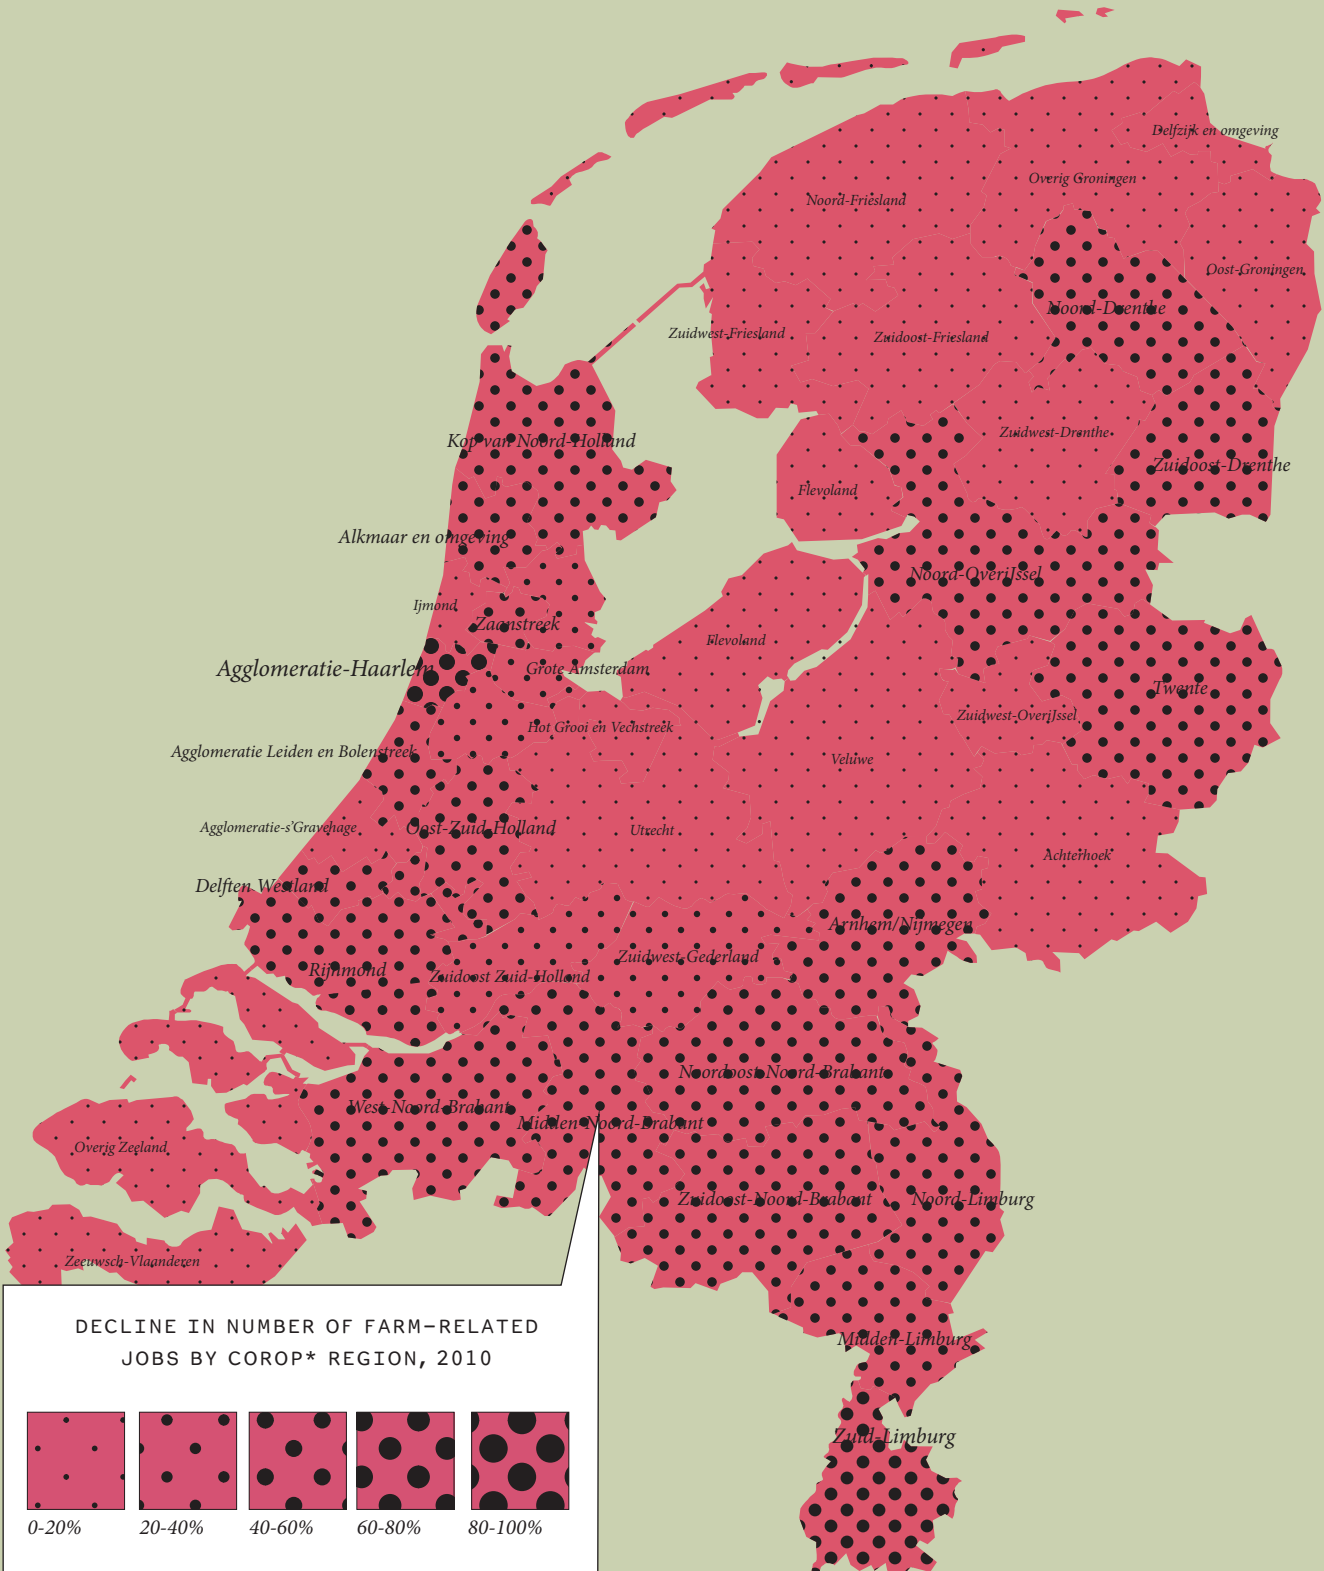 Delfzijk en omgeving
Overig Groningen
Noord-Friesland
Oost-Groningen
Noord-Drenthe
Zuidwest-Friesland
Zuidoost-Friesland
Zuidwest-Drenthe
Kop van Noord-Holland
Zuidoost-Drenthe
Flevoland
Alkmaar en omgeving
Noord-OveriJssel
Ijmond
Zaanstreek
Flevoland
Agglomeratie-Haarlem
Grote Amsterdam
Twente
Zuidwest-OveriJssel
Hot Grooi en Vechstreek
Agglomeratie Leiden en Bolenstreek
Veluwe
Agglomeratie-s'Gravehage
Oost-Zuid-Holland
Utrecht
Achterhoek
Delften Westland
Arnhem/Nijmegen
Zuidwest-Gederland
Rijnmond
Zuidoost Zuid-Holland
Noordoost-Noord-Brabant
West-Noord-Brabant
Midden-Noord-Brabant
Overig Zeeland
Zuidoost-Noord-Brabant
Noord-Limburg
Zeeuwsch-Vlaanderen
Midden-Limburg
Zuid-Limburg
DECLINE IN NUMBER OF FARM-RELATED
JOBS BY COROP* REGION, 2010
0-20% 20-40% 40-60% 60-80% 80-100%